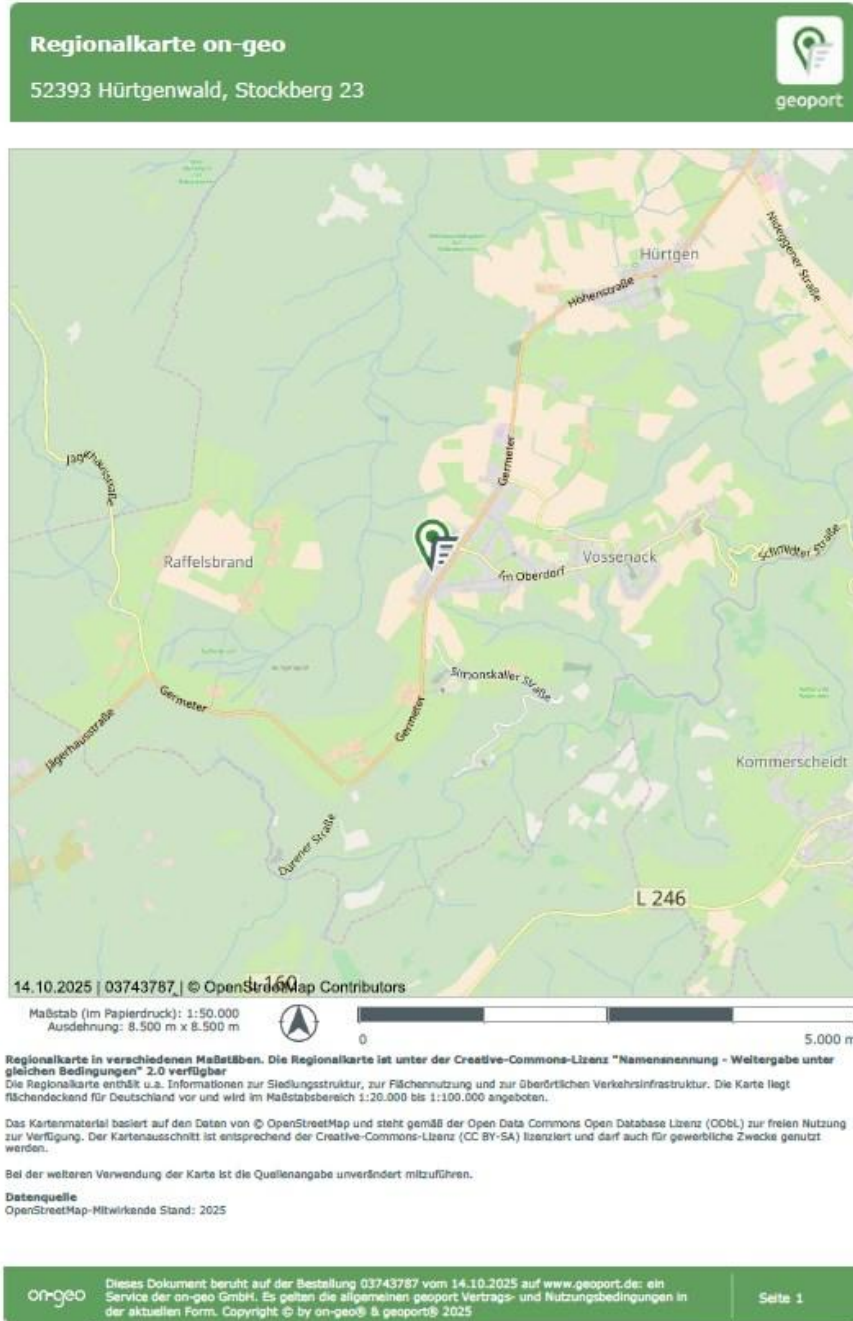 Regionalkarte on-geo
52393 Hürtgenwald, Stockberg 23
geoport
Hürtgen
Nideggener Straße
Höhenstraße
Germeter
Jägerhausstraße
Raffelsbrand
Vossenack
Im Oberdorf
Schmidter Straße
Simonskaller Straße
Germeter
Germeter
Jägerhausstraße
Kommerscheidt
Dürener Straße
L 246
L 160
14.10.2025 | 03743787 | © OpenStreetMap Contributors
Maßstab (im Papierdruck): 1:50.000
Ausdehnung: 8.500 m x 8.500 m
0
5.000 m
Regionalkarte in verschiedenen Maßstäben. Die Regionalkarte ist unter der Creative-Commons-Lizenz "Namensnennung - Weitergabe unter
gleichen Bedingungen" 2.0 verfügbar
Die Regionalkarte enthält u.a. Informationen zur Siedlungsstruktur, zur Flächennutzung und zur überörtlichen Verkehrsinfrastruktur. Die Karte liegt
flächendeckend für Deutschland vor und wird im Maßstabsbereich 1:20.000 bis 1:100.000 angeboten.
Das Kartenmaterial basiert auf den Daten von © OpenStreetMap und steht gemäß der Open Data Commons Open Database Lizenz (ODbL) zur freien Nutzung
zur Verfügung. Der Kartenausschnitt ist entsprechend der Creative-Commons-Lizenz (CC BY-SA) lizenziert und darf auch für gewerbliche Zwecke genutzt
werden.
Bei der weiteren Verwendung der Karte ist die Quellenangabe unverändert mitzuführen.
Datenquelle
OpenStreetMap-Mitwirkende Stand: 2025
on-geo
Dieses Dokument beruht auf der Bestellung 03743787 vom 14.10.2025 auf www.geoport.de: ein
Service der on-geo GmbH. Es gelten die allgemeinen geoport Vertrags- und Nutzungsbedingungen in
der aktuellen Form. Copyright © by on-geo® & geoport® 2025
Seite 1